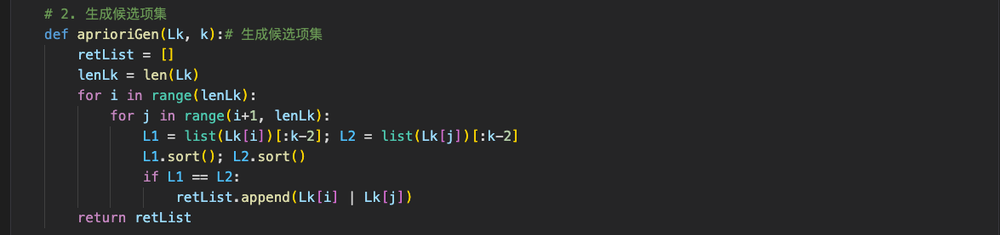 # 2. 生成候选项集
def aprioriGen(Lk, k):# 生成候选项集
    retList = []
    lenLk = len(Lk)
    for i in range(lenLk):
        for j in range(i+1, lenLk):
            L1 = list(Lk[i])[:k-2]; L2 = list(Lk[j])[:k-2]
            L1.sort(); L2.sort()
            if L1 == L2:
                retList.append(Lk[i] | Lk[j])
    return retList